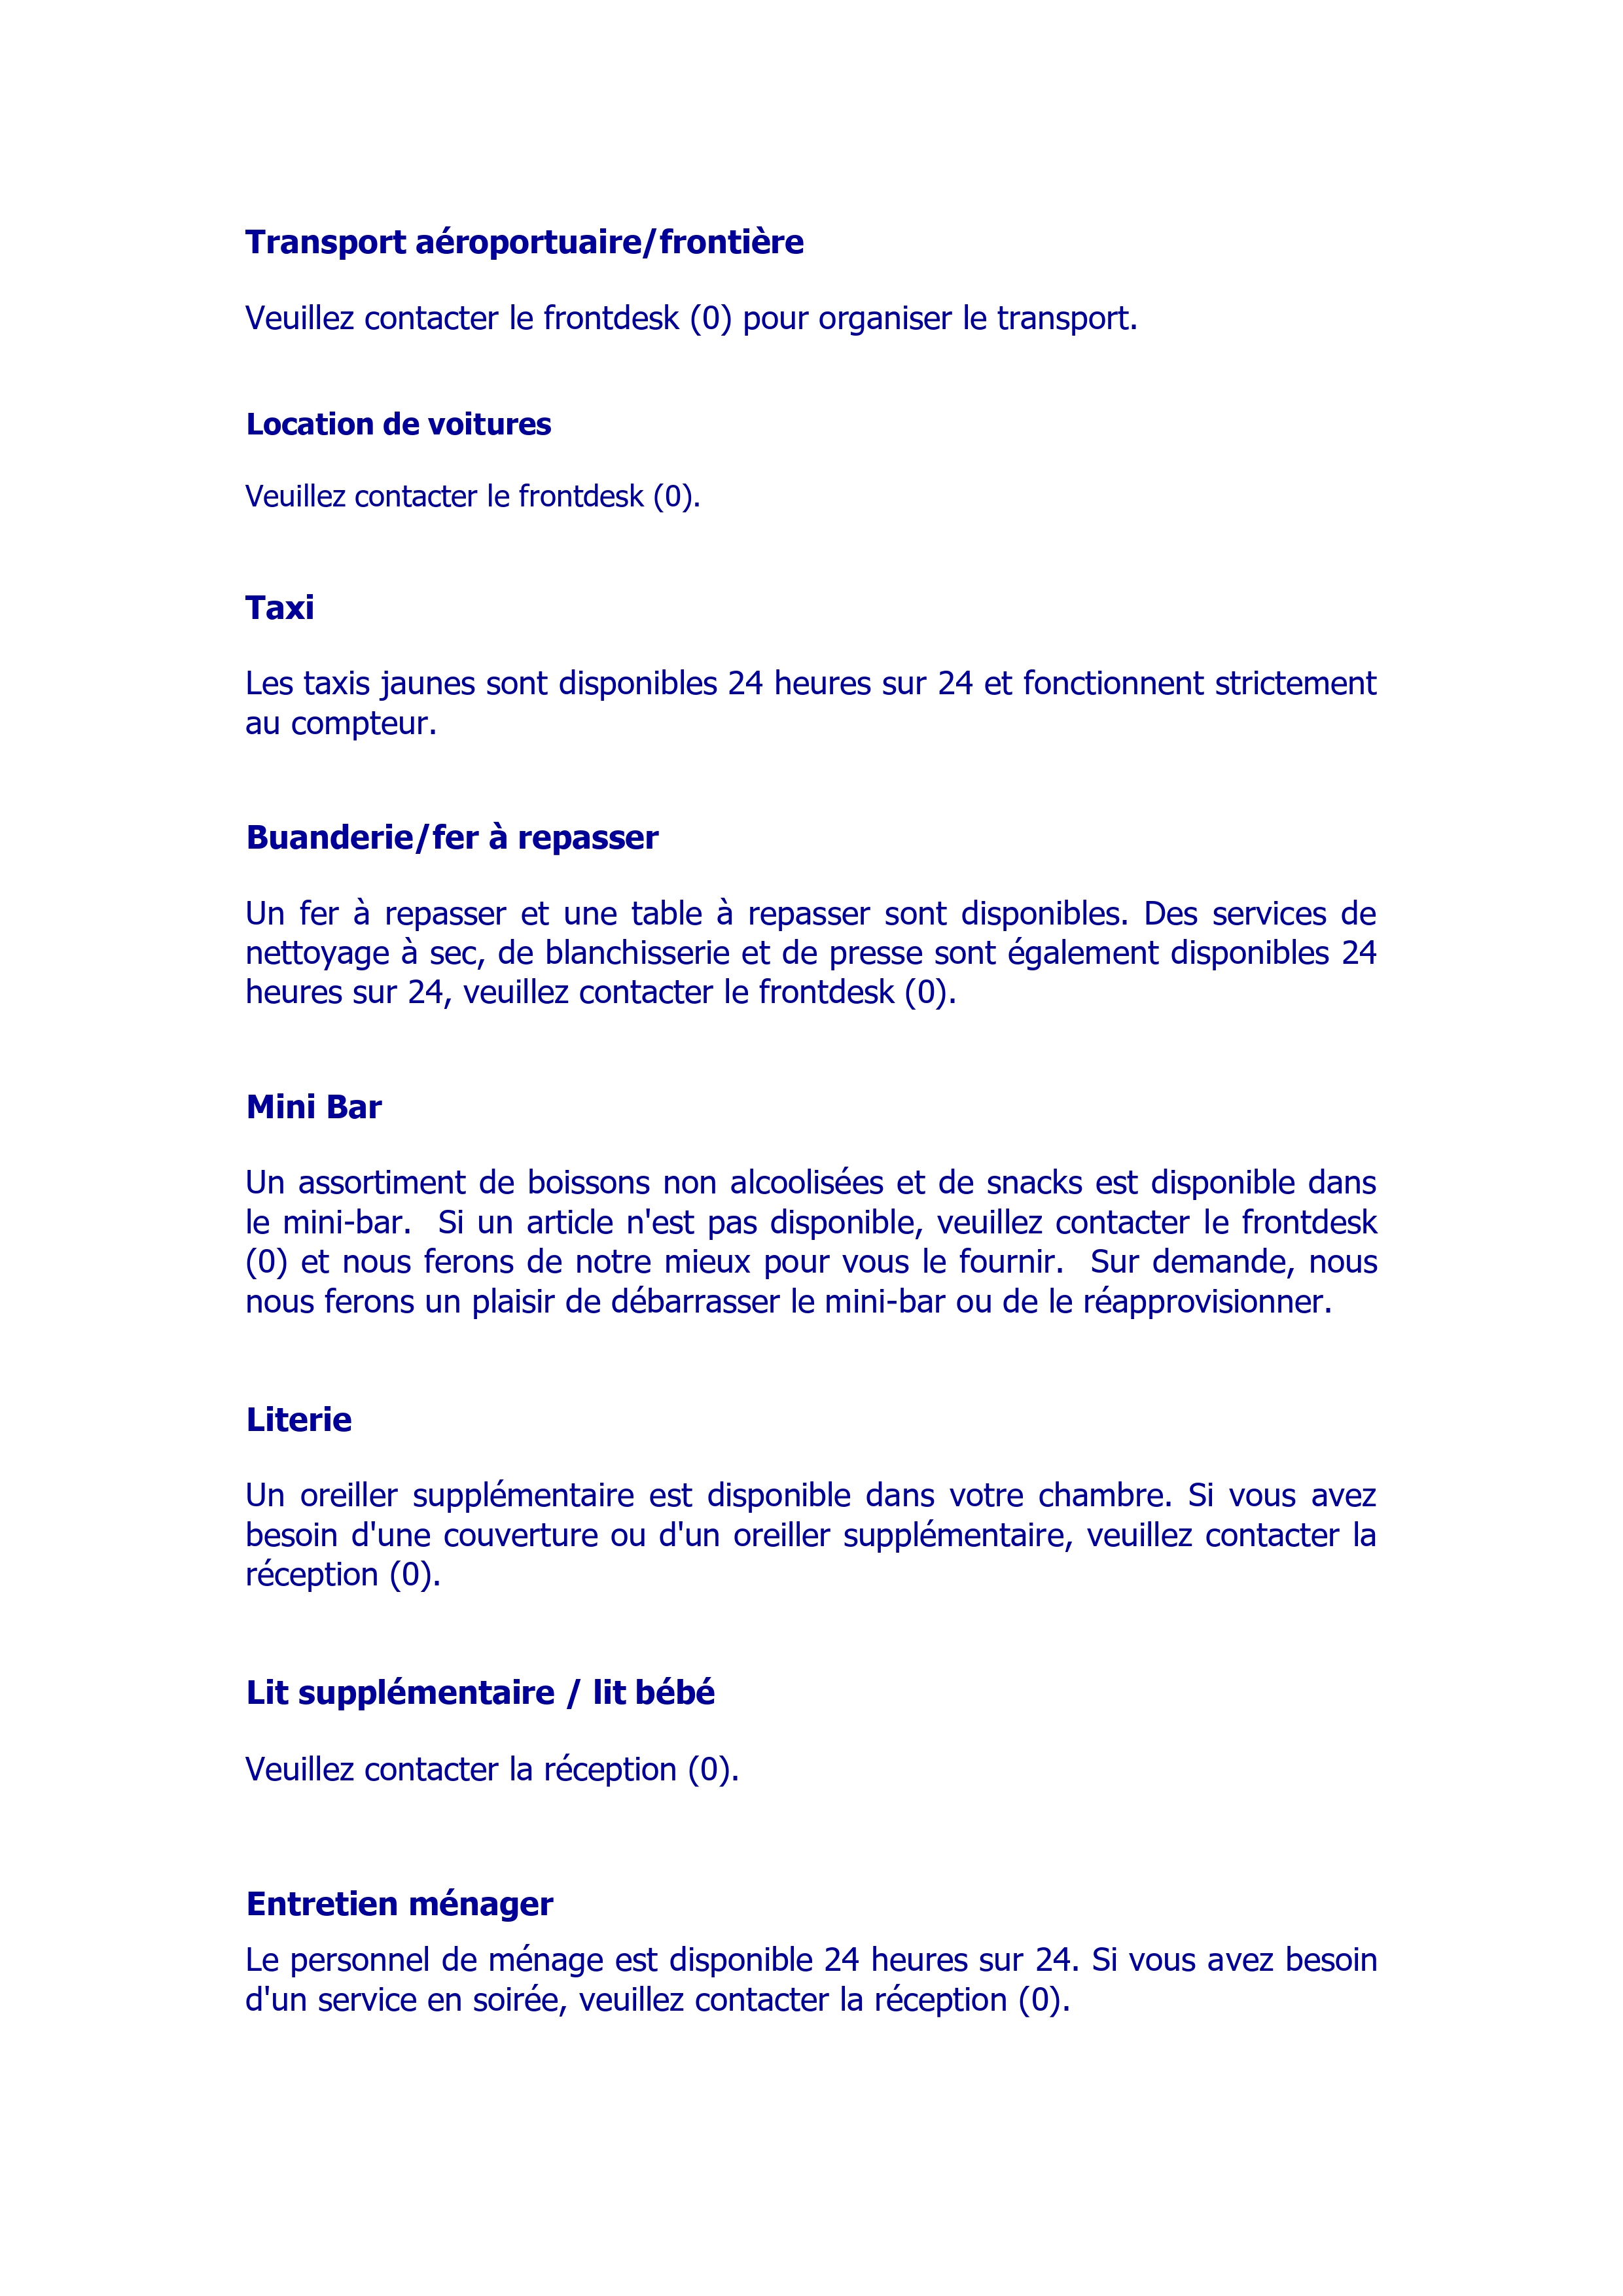 Transport aéroportuaire/frontière
Veuillez contacter le frontdesk (0) pour organiser le transport.
Location de voitures
Veuillez contacter le frontdesk (0).
Taxi
Les taxis jaunes sont disponibles 24 heures sur 24 et fonctionnent strictement
au compteur.
Buanderie/fer à repasser
Un fer à repasser et une table à repasser sont disponibles. Des services de
nettoyage à sec, de blanchisserie et de presse sont également disponibles 24
heures sur 24, veuillez contacter le frontdesk (0).
Mini Bar
Un assortiment de boissons non alcoolisées et de snacks est disponible dans
le mini-bar.  Si un article n'est pas disponible, veuillez contacter le frontdesk
(0) et nous ferons de notre mieux pour vous le fournir.  Sur demande, nous
nous ferons un plaisir de débarrasser le mini-bar ou de le réapprovisionner.
Literie
Un oreiller supplémentaire est disponible dans votre chambre. Si vous avez
besoin d'une couverture ou d'un oreiller supplémentaire, veuillez contacter la
réception (0).
Lit supplémentaire / lit bébé
Veuillez contacter la réception (0).
Entretien ménager
Le personnel de ménage est disponible 24 heures sur 24. Si vous avez besoin
d'un service en soirée, veuillez contacter la réception (0).